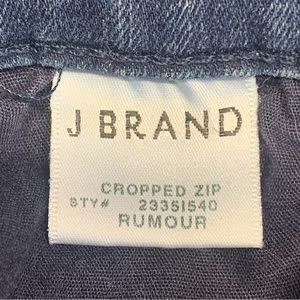 J BRAND
CROPPED ZIP
STY# 23351540
RUMOUR